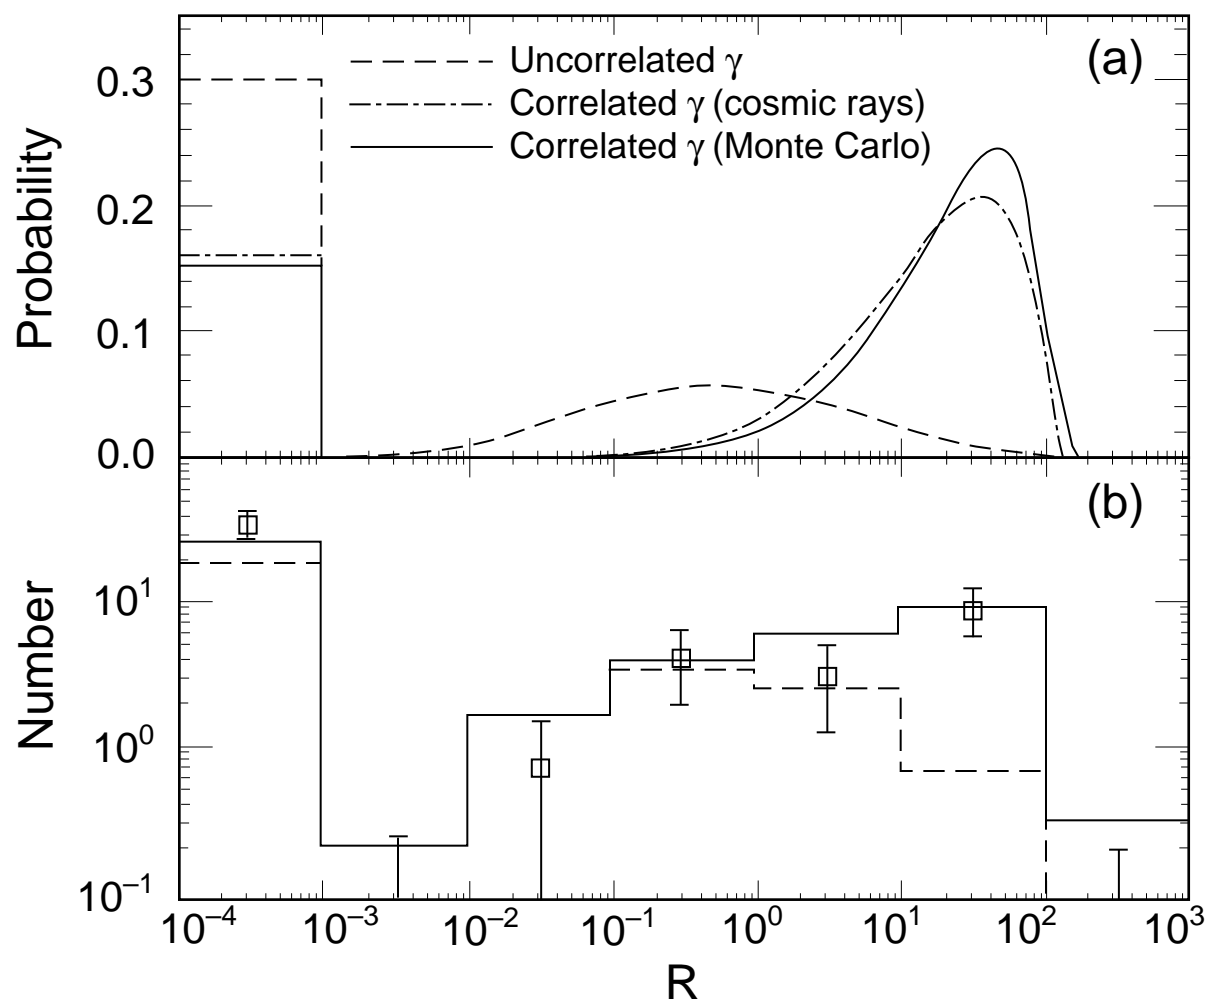 (a)
Uncorrelated γ
Correlated γ (cosmic rays)
Correlated γ (Monte Carlo)
Probability
0.3
0.2
0.1
0.0
(b)
Number
10¹
10⁰
10⁻¹
10⁻⁴ 10⁻³ 10⁻² 10⁻¹ 10⁰ 10¹ 10² 10³
R